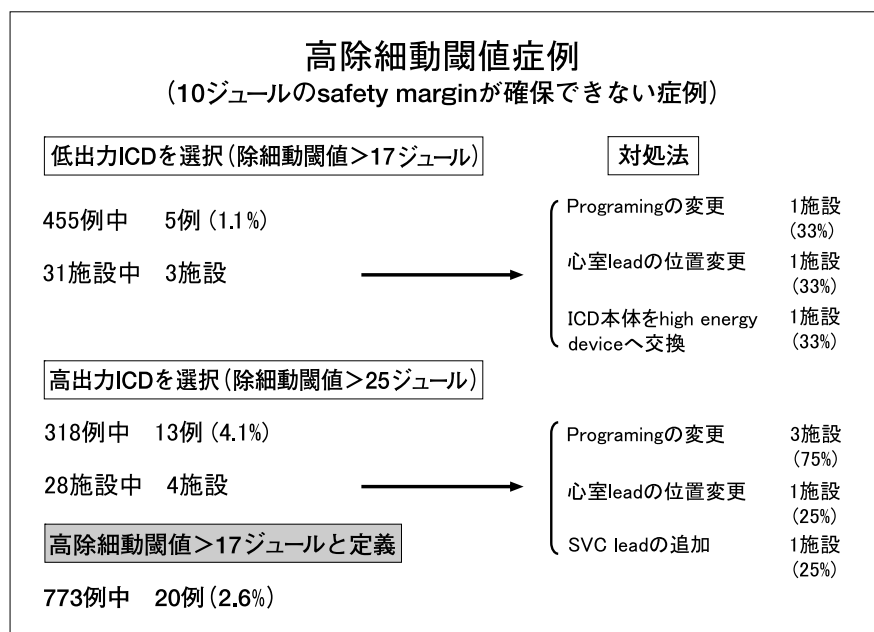 高除細動閾値症例
(10ジュールのsafety marginが確保できない症例)
低出力ICDを選択(除細動閾値>17ジュール)
対処法
455例中 5例(1.1%)
31施設中 3施設
Programingの変更 1施設
(33%)
心室leadの位置変更 1施設
(33%)
ICD本体をhigh energy 1施設
deviceへ交換 (33%)
高出力ICDを選択(除細動閾値>25ジュール)
318例中 13例(4.1%)
28施設中 4施設
Programingの変更 3施設
(75%)
心室leadの位置変更 1施設
(25%)
SVC leadの追加 1施設
(25%)
高除細動閾値>17ジュールと定義
773例中 20例(2.6%)